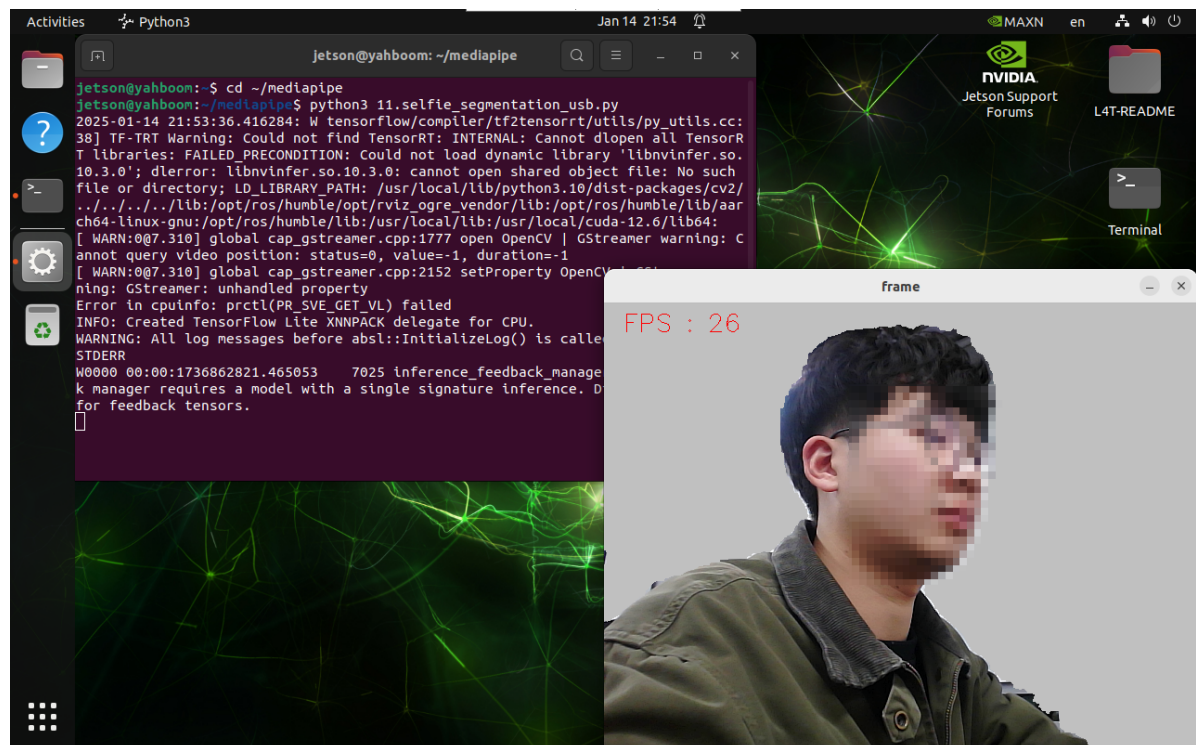 Activities
Python3
Jan 14 21:54
MAXN
en
jetson@yahboom: ~/mediapipe
jetson@yahboom:~$ cd ~/mediapipe
jetson@yahboom:~/mediapipe$ python3 11.selfie_segmentation_usb.py
2025-01-14 21:53:36.416284: W tensorflow/compiler/tf2tensorrt/utils/py_utils.cc:
38] TF-TRT Warning: Could not find TensorRT: INTERNAL: Cannot dlopen all TensorR
T libraries: FAILED_PRECONDITION: Could not load dynamic library 'libnvinfer.so.
10.3.0'; dlerror: libnvinfer.so.10.3.0: cannot open shared object file: No such
file or directory; LD_LIBRARY_PATH: /usr/local/lib/python3.10/dist-packages/cv2/
../../../../lib:/opt/ros/humble/opt/rviz_ogre_vendor/lib:/opt/ros/humble/lib/aar
ch64-linux-gnu:/opt/ros/humble/lib:/usr/local/lib:/usr/local/cuda-12.6/lib64:
[ WARN:0@7.310] global cap_gstreamer.cpp:1777 open OpenCV | GStreamer warning: C
annot query video position: status=0, value=-1, duration=-1
[ WARN:0@7.310] global cap_gstreamer.cpp:2152 setProperty OpenCV
ning: GStreamer: unhandled property
Error in cpuinfo: prctl(PR_SVE_GET_VL) failed
INFO: Created TensorFlow Lite XNNPACK delegate for CPU.
WARNING: All log messages before absl::InitializeLog() is calle
STDERR
W0000 00:00:1736862821.465053 7025 inference_feedback_manage
k manager requires a model with a single signature inference. D
for feedback tensors.
NVIDIA.
Jetson Support
Forums
L4T-README
Terminal
frame
FPS : 26